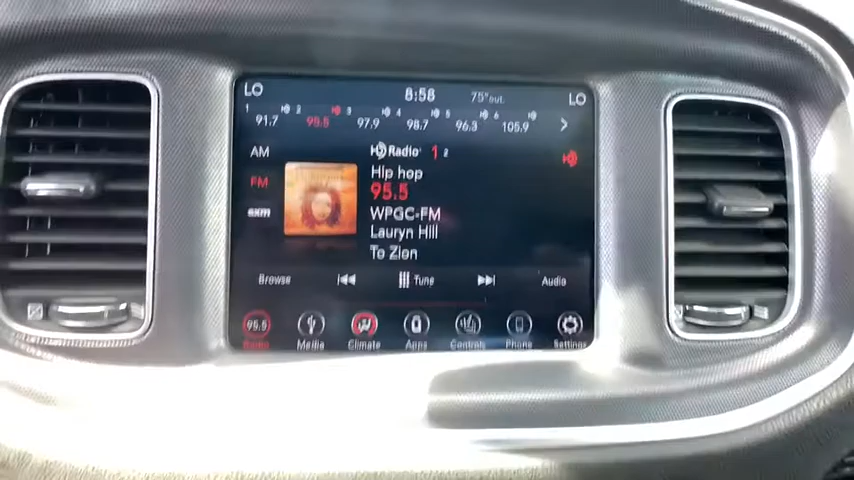 LO 8:58 75°out. LO
1 2 3 4 5 6
91.7 95.5 97.9 98.7 96.3 105.9
AM HD Radio 1 2
Hip hop
FM 95.5
WPGC-FM
sxm Lauryn Hill
To Zion
Browse Tune Audio
95.5
Radio Media Climate Apps Controls Phone Settings